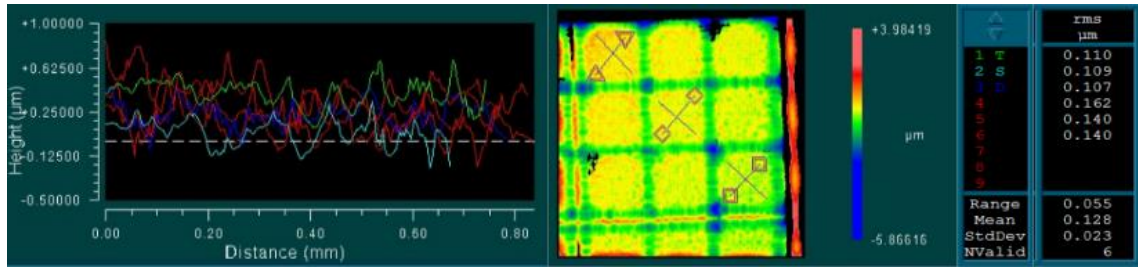 +1.00000
+0.62500
+0.25000
-0.12500
-0.50000
Height (µm)
0.00 0.20 0.40 0.60 0.80
Distance (mm)
+3.98419
µm
-5.86616
rms
µm
1 T 0.110
2 S 0.109
3 D 0.107
4 0.162
5 0.140
6 0.140
7
8
9
Range 0.055
Mean 0.128
StdDev 0.023
NValid 6